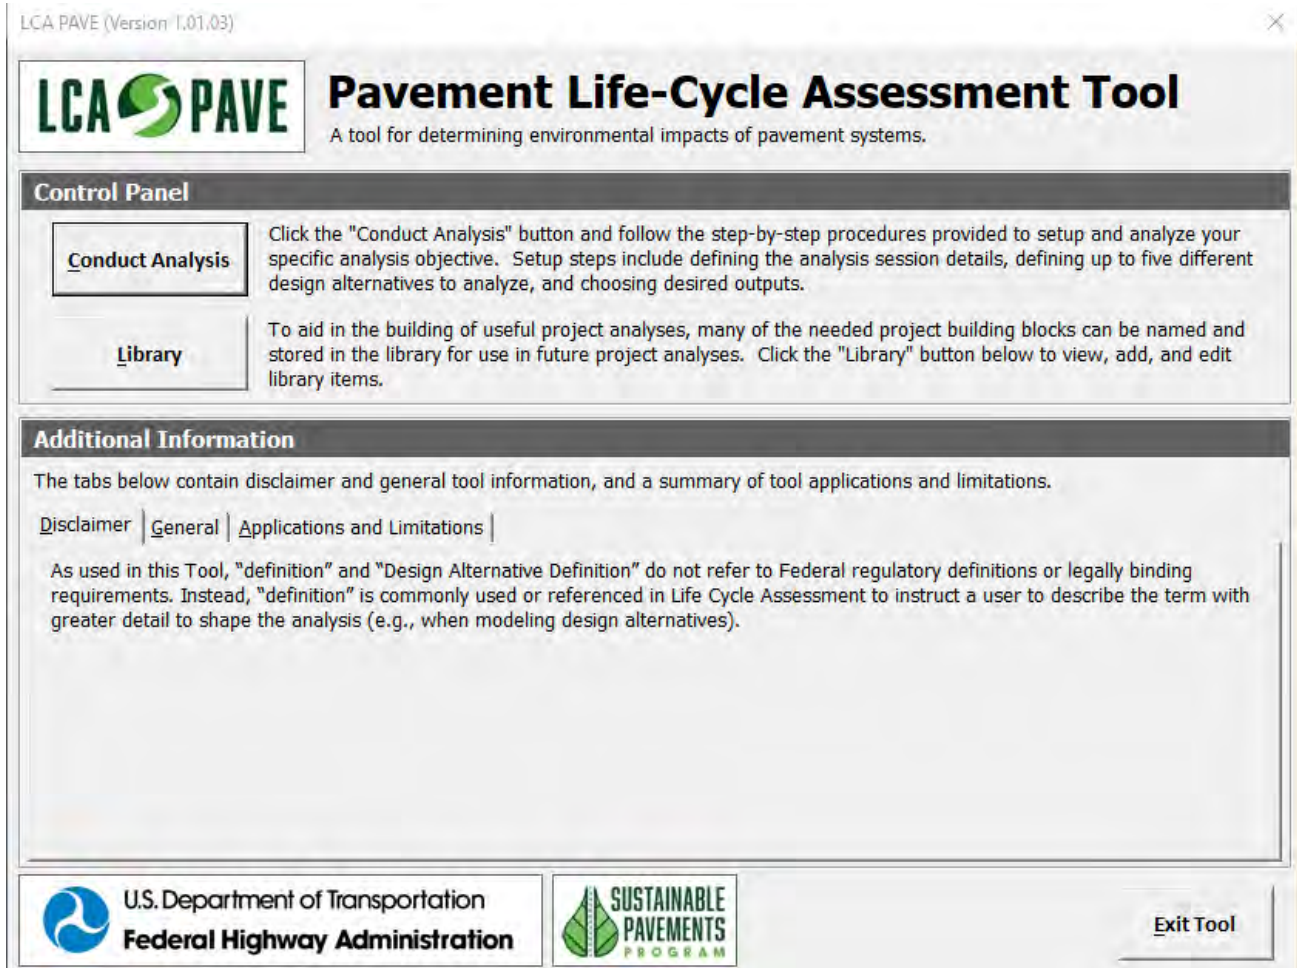 LCA PAVE (Version 1.01.03)
LCA PAVE
Pavement Life-Cycle Assessment Tool
A tool for determining environmental impacts of pavement systems.
Control Panel
Conduct Analysis
Click the "Conduct Analysis" button and follow the step-by-step procedures provided to setup and analyze your
specific analysis objective.  Setup steps include defining the analysis session details, defining up to five different
design alternatives to analyze, and choosing desired outputs.
Library
To aid in the building of useful project analyses, many of the needed project building blocks can be named and
stored in the library for use in future project analyses.  Click the "Library" button below to view, add, and edit
library items.
Additional Information
The tabs below contain disclaimer and general tool information, and a summary of tool applications and limitations.
Disclaimer General Applications and Limitations
As used in this Tool, “definition” and “Design Alternative Definition” do not refer to Federal regulatory definitions or legally binding
requirements. Instead, “definition” is commonly used or referenced in Life Cycle Assessment to instruct a user to describe the term with
greater detail to shape the analysis (e.g., when modeling design alternatives).
U.S. Department of Transportation
Federal Highway Administration
SUSTAINABLE
PAVEMENTS
PROGRAM
Exit Tool